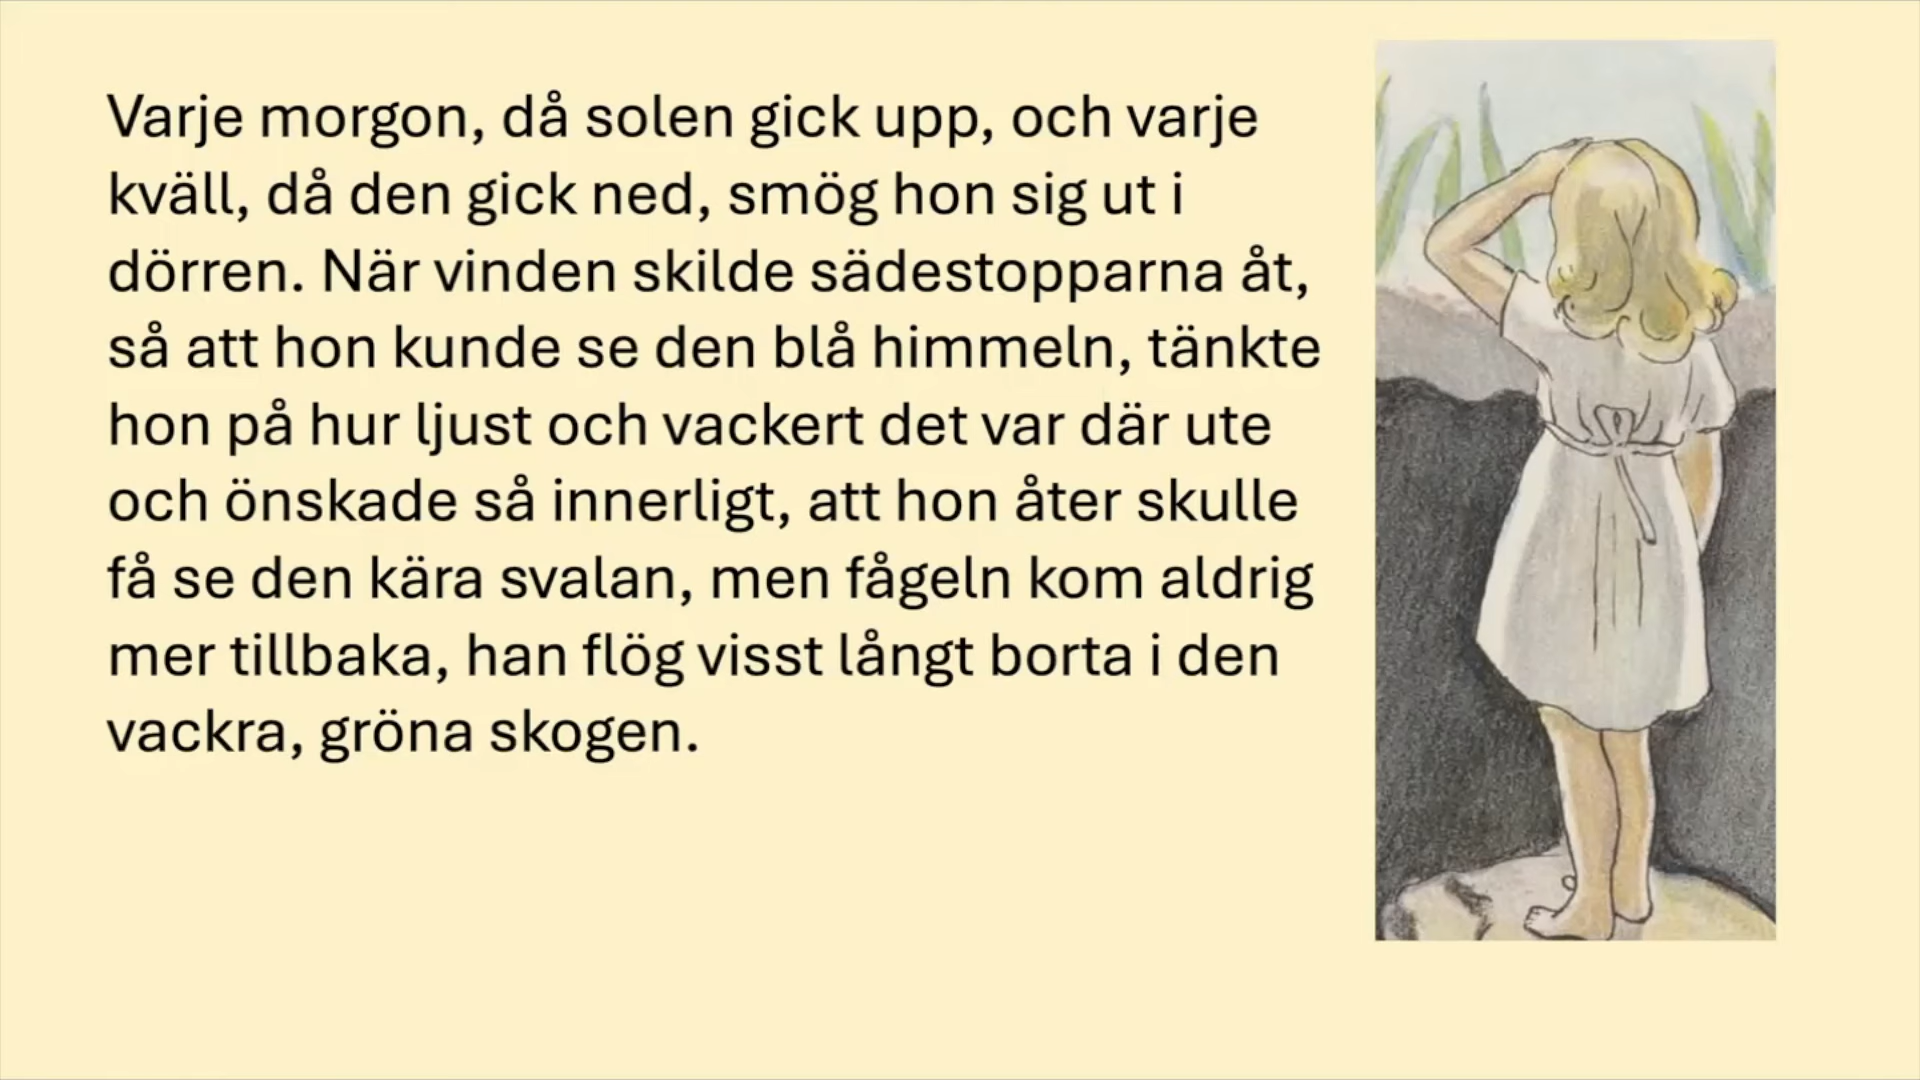 Varje morgon, då solen gick upp, och varje
kväll, då den gick ned, smög hon sig ut i
dörren. När vinden skilde sädestopparna åt,
så att hon kunde se den blå himmeln, tänkte
hon på hur ljust och vackert det var där ute
och önskade så innerligt, att hon åter skulle
få se den kära svalan, men fågeln kom aldrig
mer tillbaka, han flög visst långt borta i den
vackra, gröna skogen.